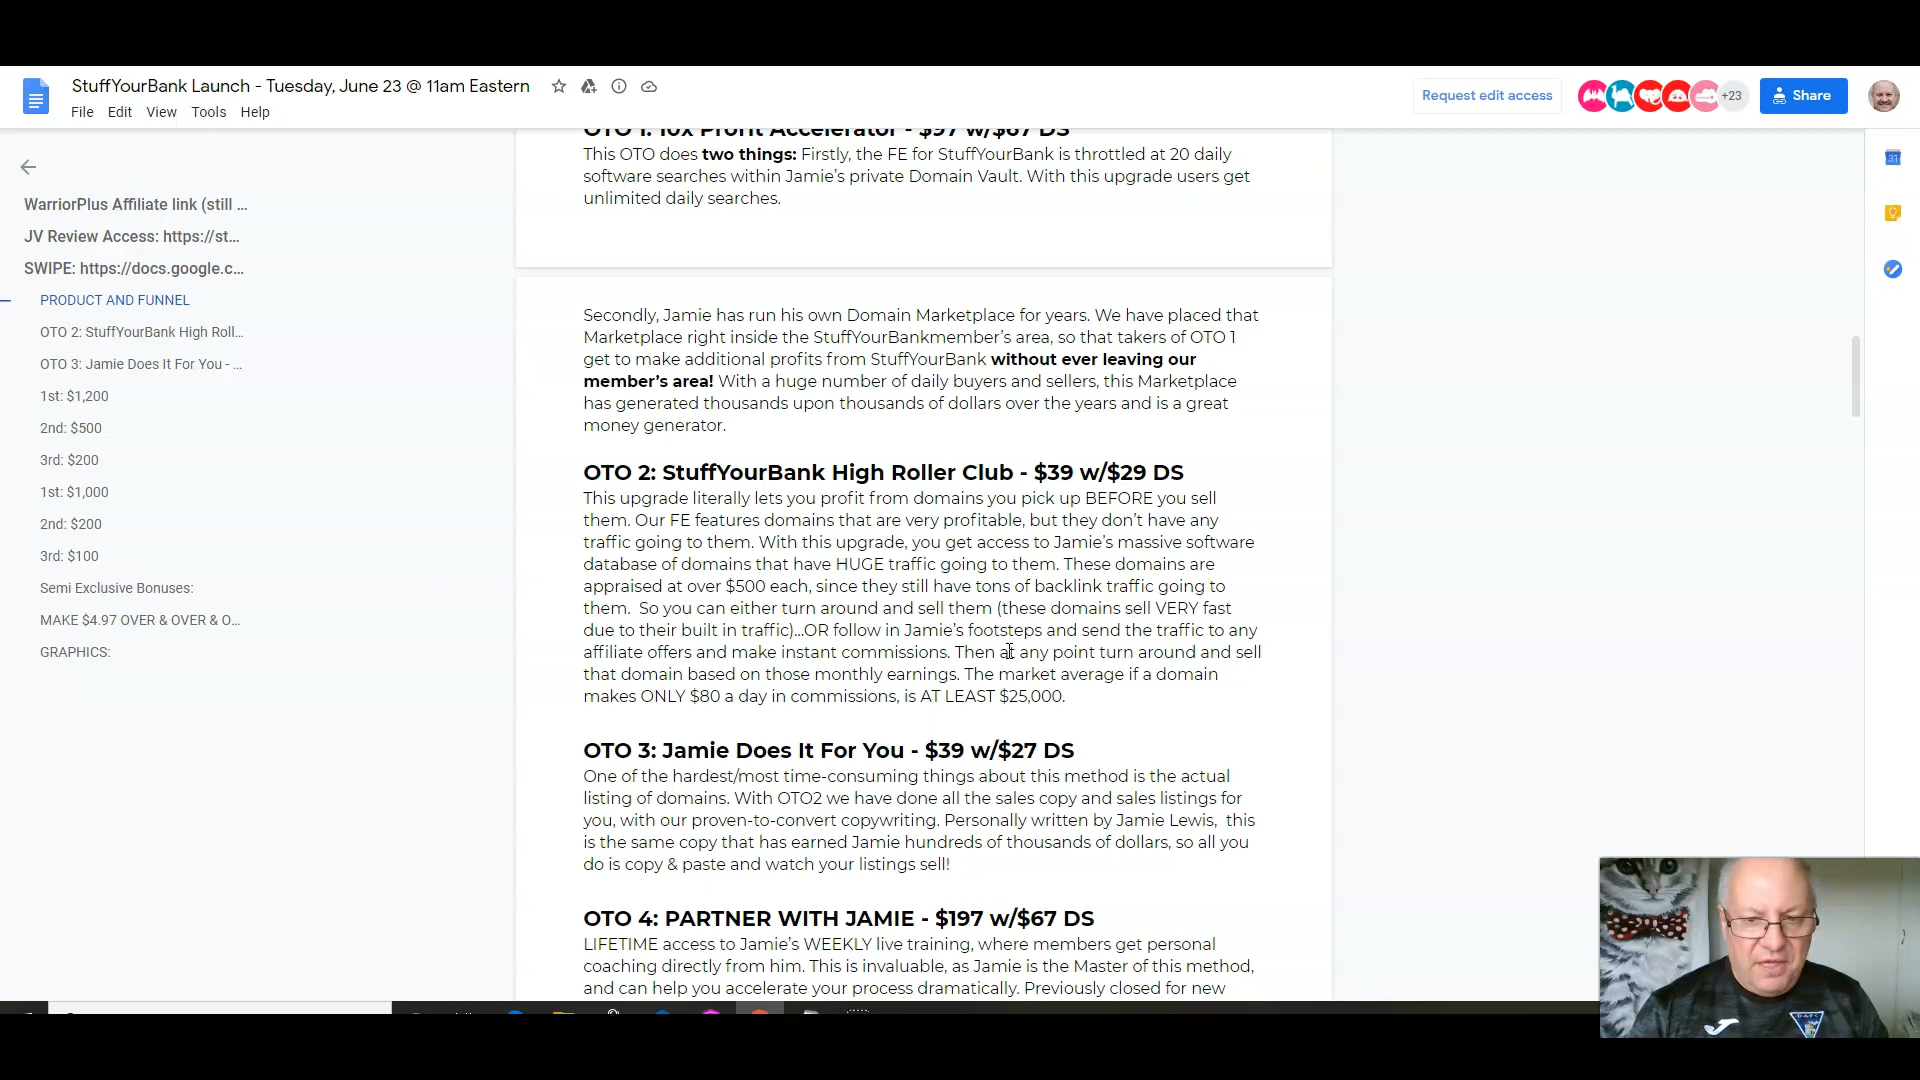 StuffYourBank Launch - Tuesday, June 23 @ 11am Eastern
File Edit View Tools Help
Request edit access
+23
Share
31
WarriorPlus Affiliate link (still ...
JV Review Access: https://st...
SWIPE: https://docs.google.c...
PRODUCT AND FUNNEL
OTO 2: StuffYourBank High Roll...
OTO 3: Jamie Does It For You - ...
1st: $1,200
2nd: $500
3rd: $200
1st: $1,000
2nd: $200
3rd: $100
Semi Exclusive Bonuses:
MAKE $4.97 OVER & OVER & O...
GRAPHICS:
OTO 1: 10x Profit Accelerator - $97 w/$67 DS
This OTO does two things: Firstly, the FE for StuffYourBank is throttled at 20 daily
software searches within Jamie's private Domain Vault. With this upgrade users get
unlimited daily searches.
Secondly, Jamie has run his own Domain Marketplace for years. We have placed that
Marketplace right inside the StuffYourBankmember's area, so that takers of OTO 1
get to make additional profits from StuffYourBank without ever leaving our
member's area! With a huge number of daily buyers and sellers, this Marketplace
has generated thousands upon thousands of dollars over the years and is a great
money generator.
OTO 2: StuffYourBank High Roller Club - $39 w/$29 DS
This upgrade literally lets you profit from domains you pick up BEFORE you sell
them. Our FE features domains that are very profitable, but they don't have any
traffic going to them. With this upgrade, you get access to Jamie's massive software
database of domains that have HUGE traffic going to them. These domains are
appraised at over $500 each, since they still have tons of backlink traffic going to
them.  So you can either turn around and sell them (these domains sell VERY fast
due to their built in traffic)...OR follow in Jamie's footsteps and send the traffic to any
affiliate offers and make instant commissions. Then at any point turn around and sell
that domain based on those monthly earnings. The market average if a domain
makes ONLY $80 a day in commissions, is AT LEAST $25,000.
OTO 3: Jamie Does It For You - $39 w/$27 DS
One of the hardest/most time-consuming things about this method is the actual
listing of domains. With OTO2 we have done all the sales copy and sales listings for
you, with our proven-to-convert copywriting. Personally written by Jamie Lewis,  this
is the same copy that has earned Jamie hundreds of thousands of dollars, so all you
do is copy & paste and watch your listings sell!
OTO 4: PARTNER WITH JAMIE - $197 w/$67 DS
LIFETIME access to Jamie's WEEKLY live training, where members get personal
coaching directly from him. This is invaluable, as Jamie is the Master of this method,
and can help you accelerate your process dramatically. Previously closed for new